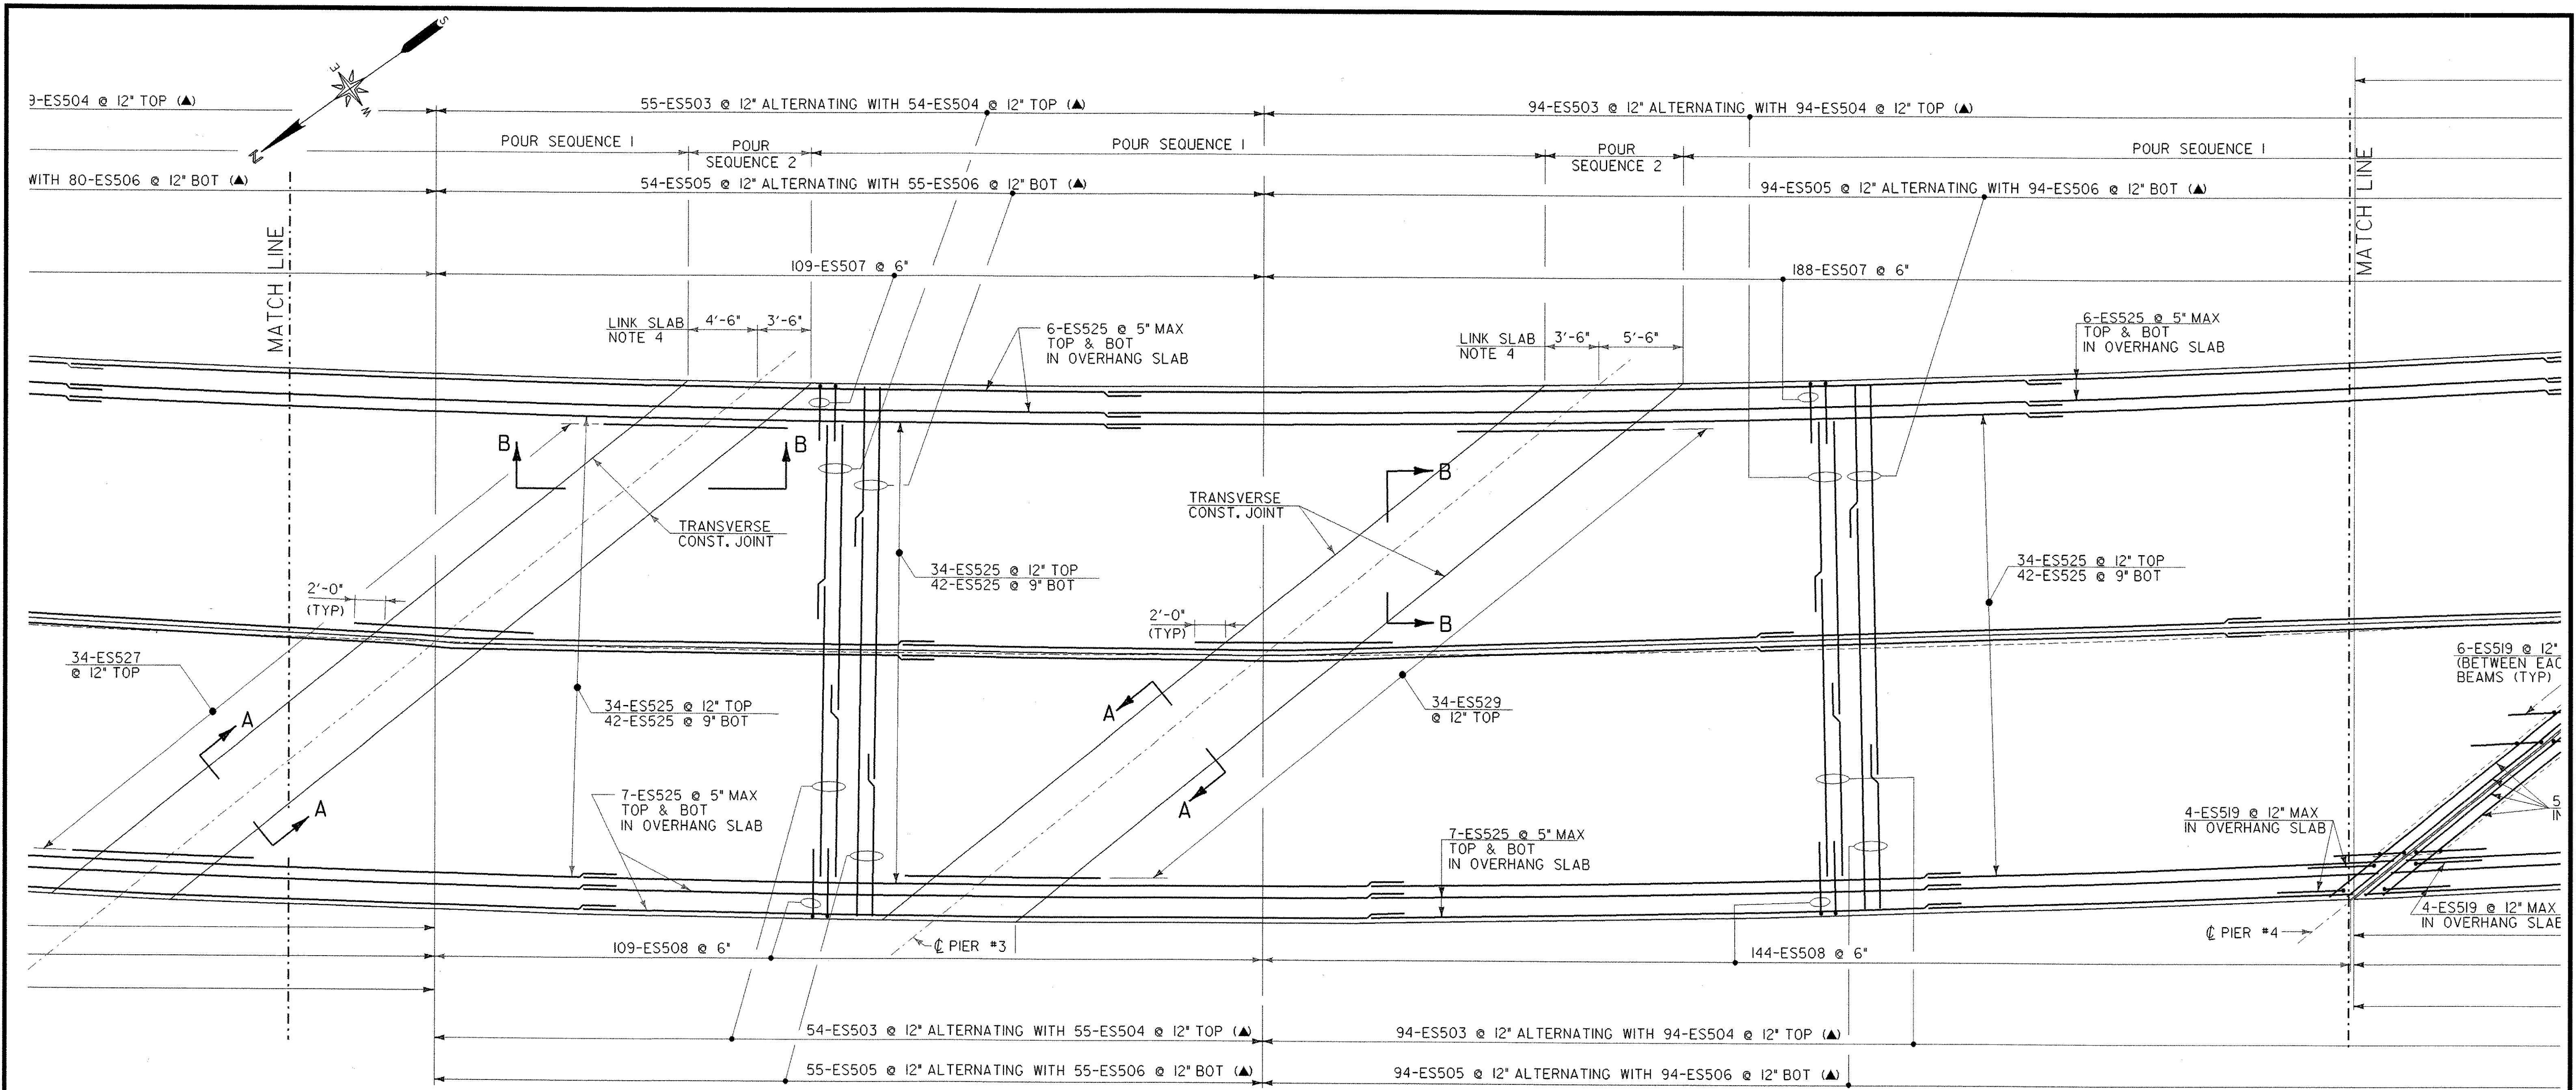 S
E
W
N
9-ES504 @ 12" TOP (▲)
55-ES503 @ 12" ALTERNATING WITH 54-ES504 @ 12" TOP (▲)
94-ES503 @ 12" ALTERNATING WITH 94-ES504 @ 12" TOP (▲)
POUR SEQUENCE 1
POUR
SEQUENCE 2
POUR SEQUENCE 1
POUR
SEQUENCE 2
POUR SEQUENCE 1
WITH 80-ES506 @ 12" BOT (▲)
54-ES505 @ 12" ALTERNATING WITH 55-ES506 @ 12" BOT (▲)
94-ES505 @ 12" ALTERNATING WITH 94-ES506 @ 12" BOT (▲)
MATCH LINE
MATCH LINE
109-ES507 @ 6"
188-ES507 @ 6"
LINK SLAB
NOTE 4
4'-6"
3'-6"
6-ES525 @ 5" MAX
TOP & BOT
IN OVERHANG SLAB
LINK SLAB
NOTE 4
3'-6"
5'-6"
6-ES525 @ 5" MAX
TOP & BOT
IN OVERHANG SLAB
B
B
B
B
TRANSVERSE
CONST. JOINT
TRANSVERSE
CONST. JOINT
34-ES525 @ 12" TOP
42-ES525 @ 9" BOT
34-ES525 @ 12" TOP
42-ES525 @ 9" BOT
2'-0"
(TYP)
2'-0"
(TYP)
34-ES527
@ 12" TOP
34-ES525 @ 12" TOP
42-ES525 @ 9" BOT
34-ES529
@ 12" TOP
6-ES519 @ 12"
(BETWEEN EAC
BEAMS (TYP)
A
A
A
A
7-ES525 @ 5" MAX
TOP & BOT
IN OVERHANG SLAB
7-ES525 @ 5" MAX
TOP & BOT
IN OVERHANG SLAB
4-ES519 @ 12" MAX
IN OVERHANG SLAB
5
IN
4-ES519 @ 12" MAX
IN OVERHANG SLAB
℄ PIER #3
℄ PIER #4
109-ES508 @ 6"
144-ES508 @ 6"
54-ES503 @ 12" ALTERNATING WITH 55-ES504 @ 12" TOP (▲)
94-ES503 @ 12" ALTERNATING WITH 94-ES504 @ 12" TOP (▲)
55-ES505 @ 12" ALTERNATING WITH 55-ES506 @ 12" BOT (▲)
94-ES505 @ 12" ALTERNATING WITH 94-ES506 @ 12" BOT (▲)